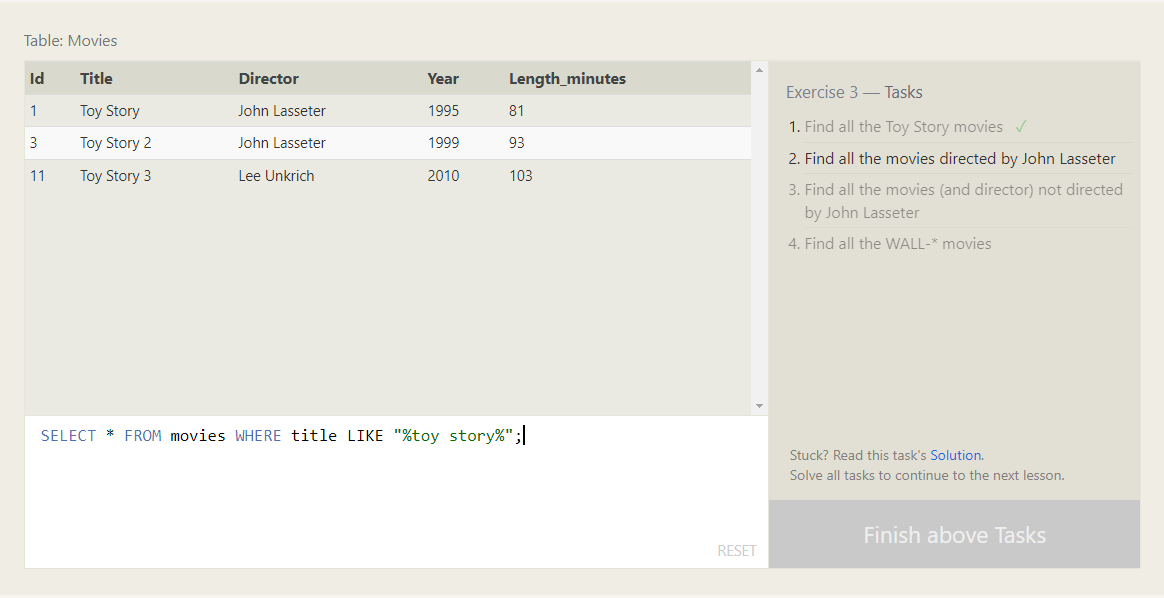 Table: Movies
Id Title Director Year Length_minutes
1 Toy Story John Lasseter 1995 81
3 Toy Story 2 John Lasseter 1999 93
11 Toy Story 3 Lee Unkrich 2010 103
SELECT * FROM movies WHERE title LIKE "%toy story%";
RESET
Exercise 3 — Tasks
1. Find all the Toy Story movies ✓
2. Find all the movies directed by John Lasseter
3. Find all the movies (and director) not directed
by John Lasseter
4. Find all the WALL-* movies
Stuck? Read this task's Solution.
Solve all tasks to continue to the next lesson.
Finish above Tasks